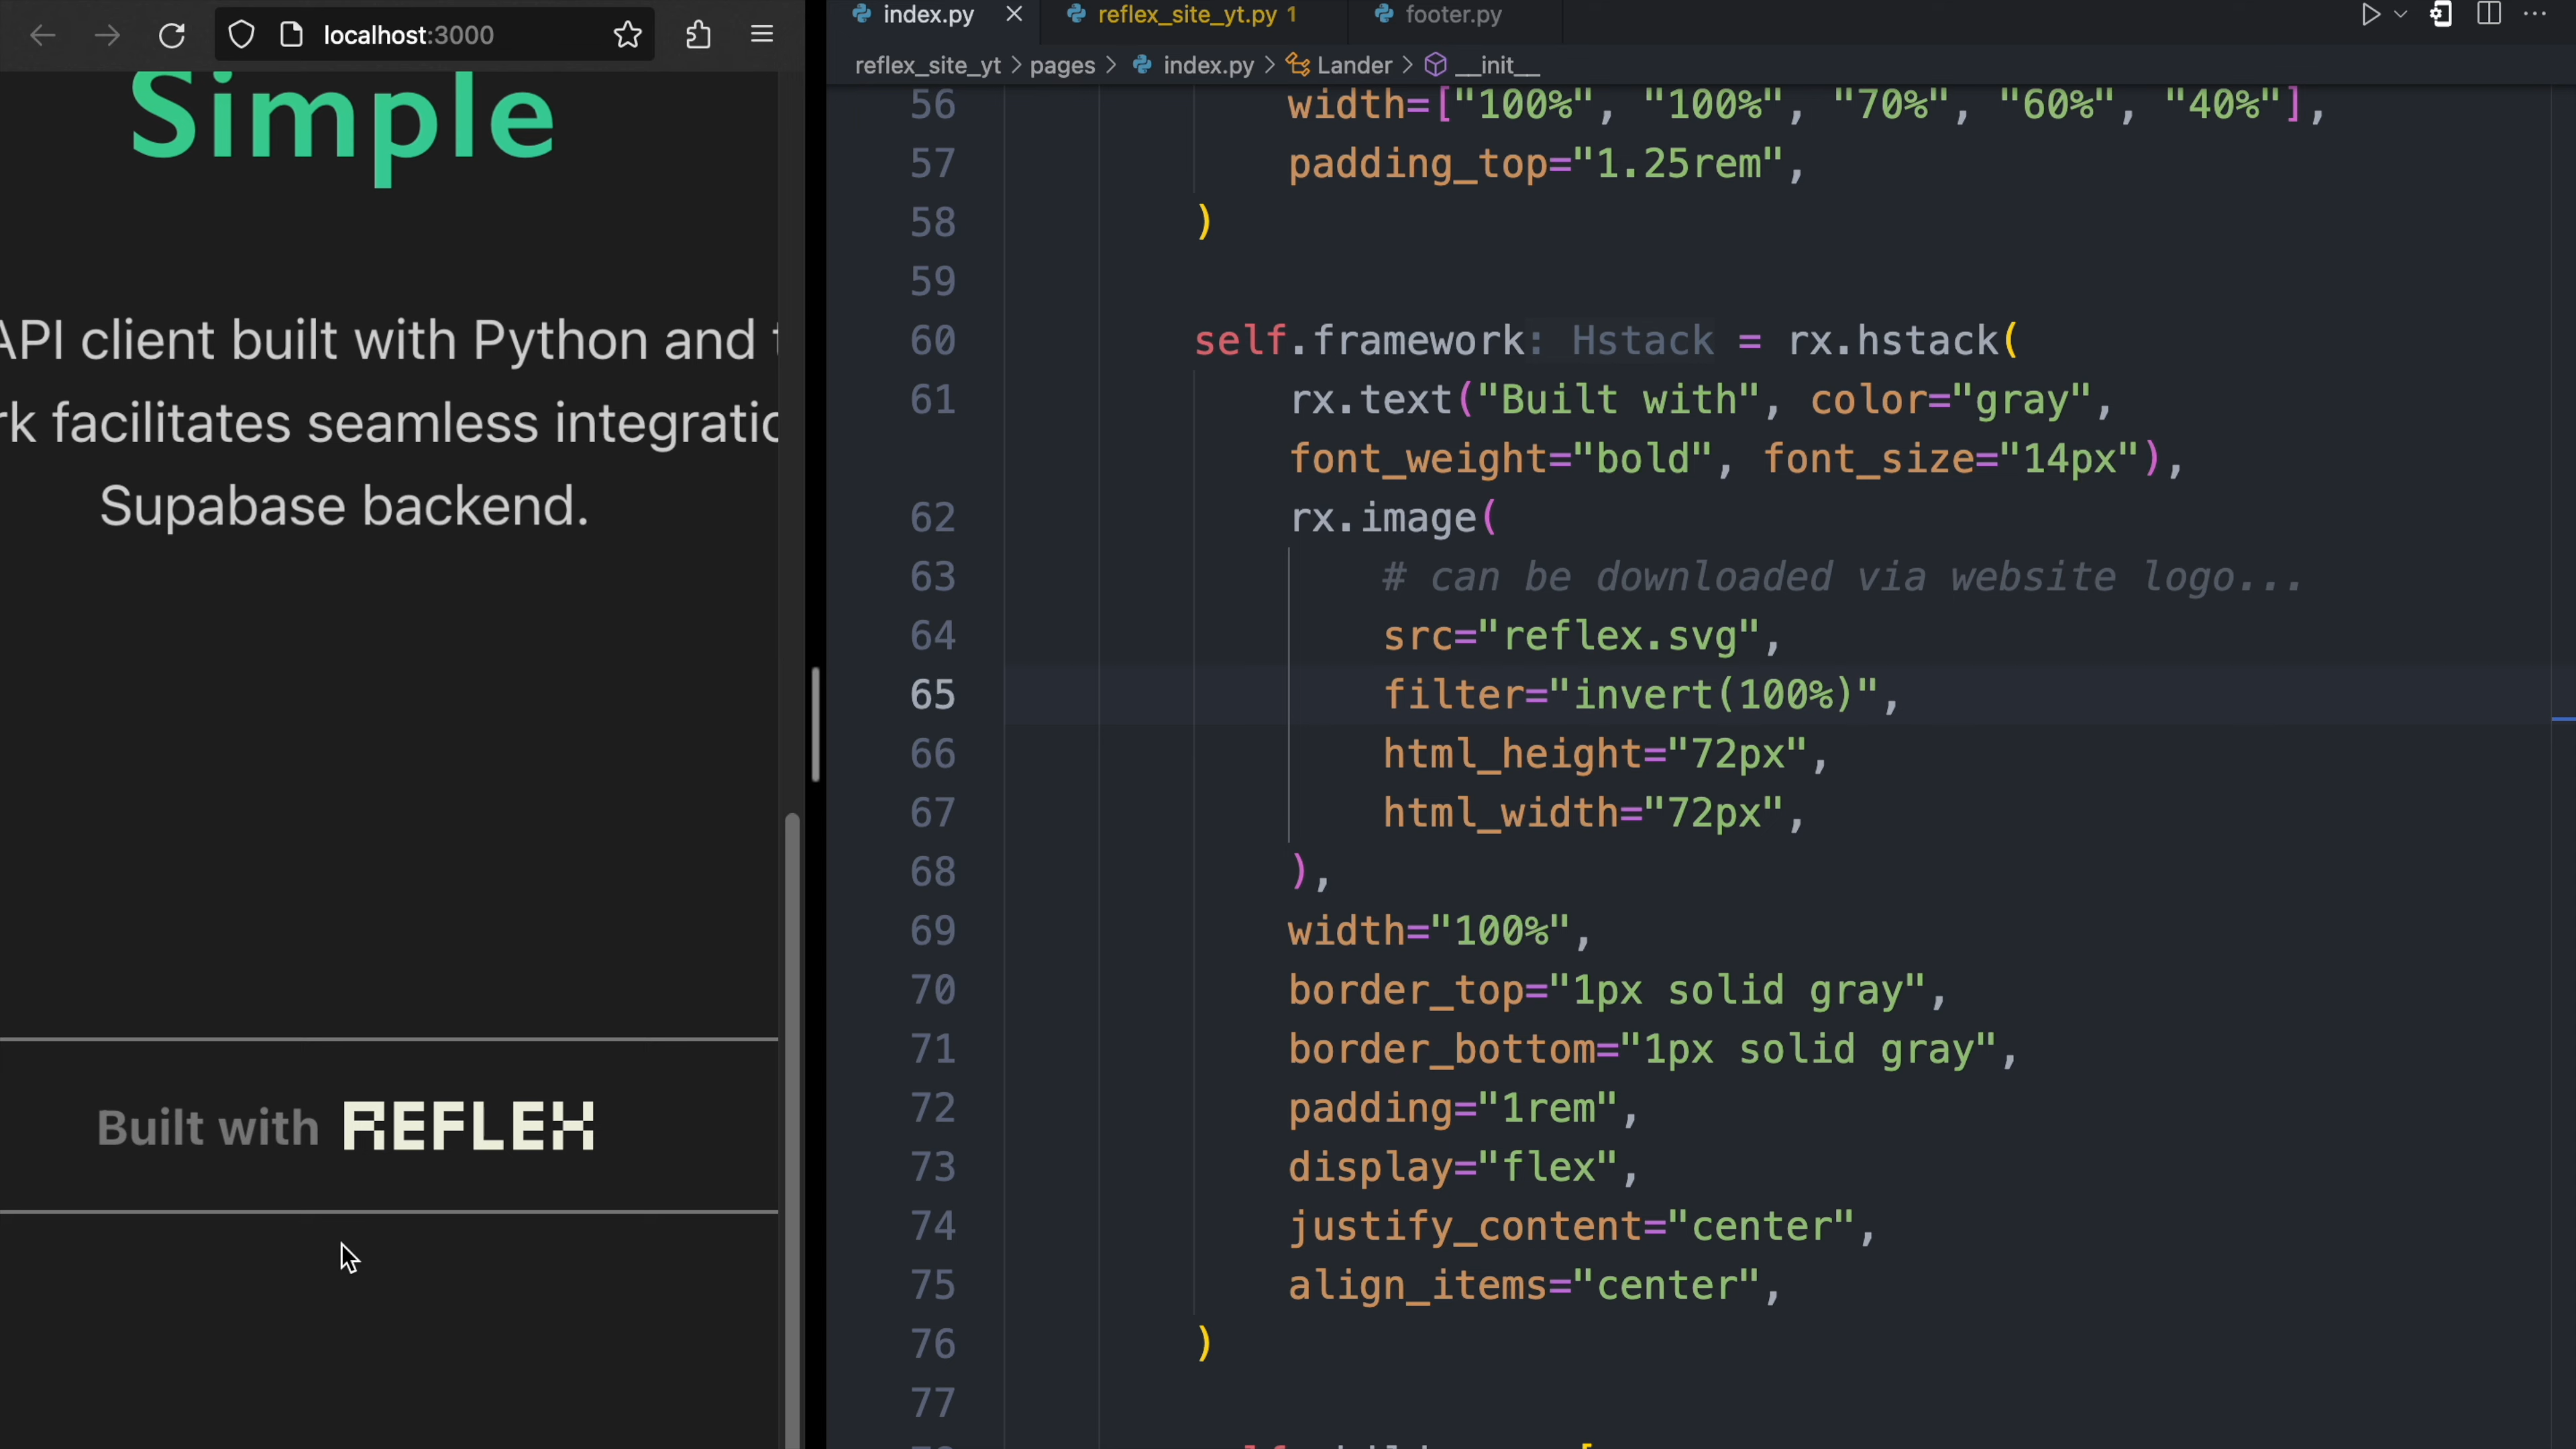 localhost:3000
Simple
API client built with Python and
rk facilitates seamless integratio
Supabase backend.
Built with REFLEX
index.py
reflex_site_yt.py 1
footer.py
reflex_site_yt > pages > index.py > Lander > __init__
56 width=["100%", "100%", "70%", "60%", "40%"],
57 padding_top="1.25rem",
58 )
59
60 self.framework: Hstack = rx.hstack(
61 rx.text("Built with", color="gray",
font_weight="bold", font_size="14px"),
62 rx.image(
63 # can be downloaded via website logo...
64 src="reflex.svg",
65 filter="invert(100%)",
66 html_height="72px",
67 html_width="72px",
68 ),
69 width="100%",
70 border_top="1px solid gray",
71 border_bottom="1px solid gray",
72 padding="1rem",
73 display="flex",
74 justify_content="center",
75 align_items="center",
76 )
77